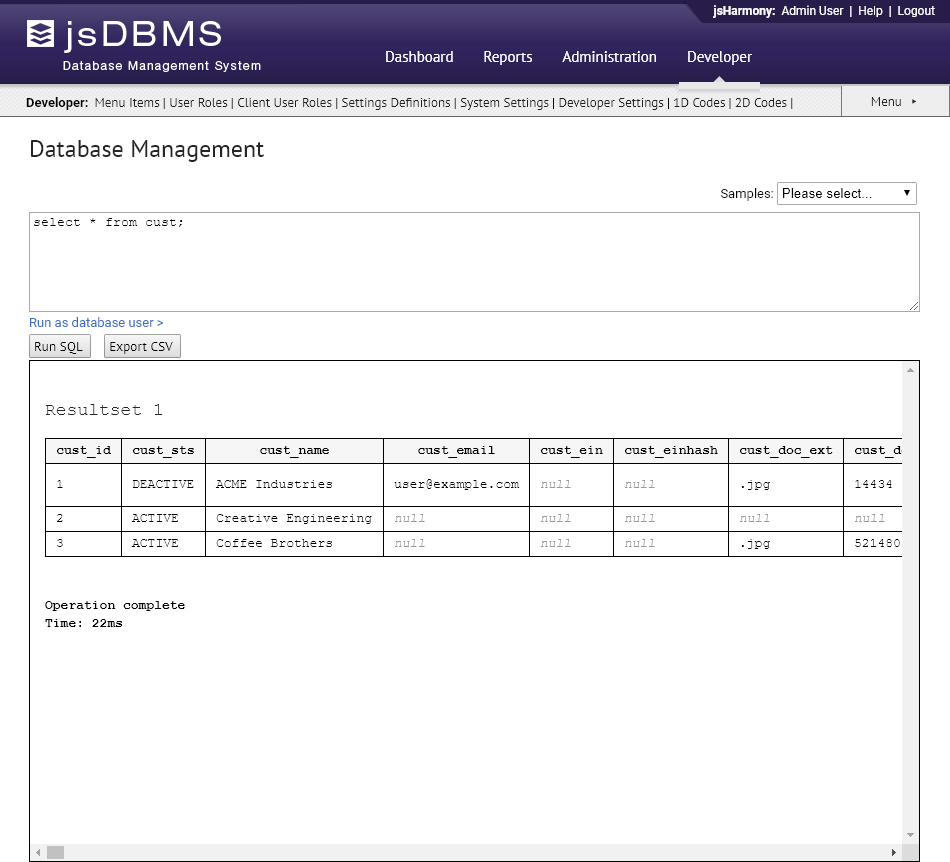 jsHarmony: Admin User | Help | Logout
jsDBMS
Database Management System
Dashboard Reports Administration Developer
Developer: Menu Items | User Roles | Client User Roles | Settings Definitions | System Settings | Developer Settings | 1D Codes | 2D Codes |
Menu
Database Management
Samples: Please select...
select * from cust;
Run as database user >
Run SQL Export CSV
Resultset 1
cust_id cust_sts cust_name cust_email cust_ein cust_einhash cust_doc_ext cust_d
1 DEACTIVE ACME Industries user@example.com null null .jpg 14434
2 ACTIVE Creative Engineering null null null null null
3 ACTIVE Coffee Brothers null null null .jpg 521480
Operation complete
Time: 22ms